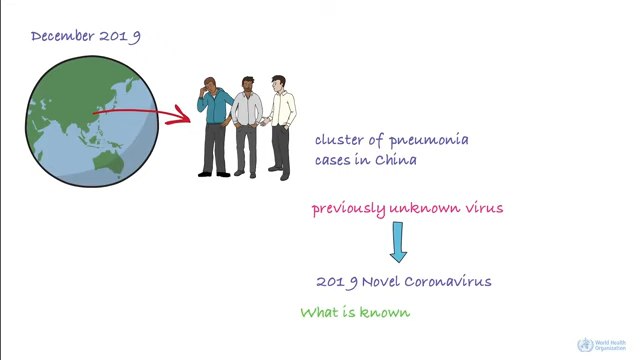 December 2019
cluster of pneumonia
cases in China
previously unknown virus
2019 Novel Coronavirus
What is known
World Health
Organization